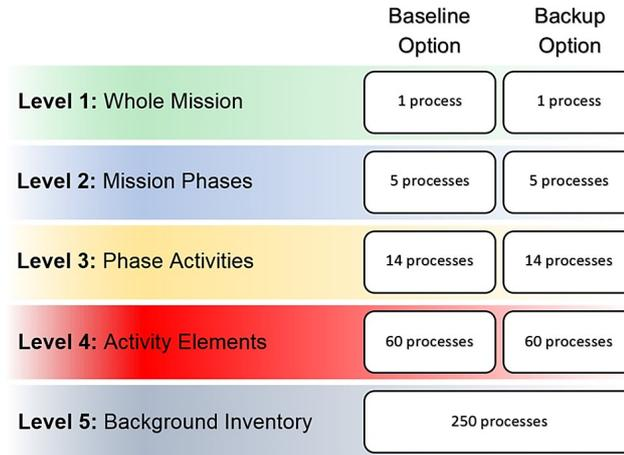 Baseline Backup
Option Option
Level 1: Whole Mission 1 process 1 process
Level 2: Mission Phases 5 processes 5 processes
Level 3: Phase Activities 14 processes 14 processes
Level 4: Activity Elements 60 processes 60 processes
Level 5: Background Inventory 250 processes